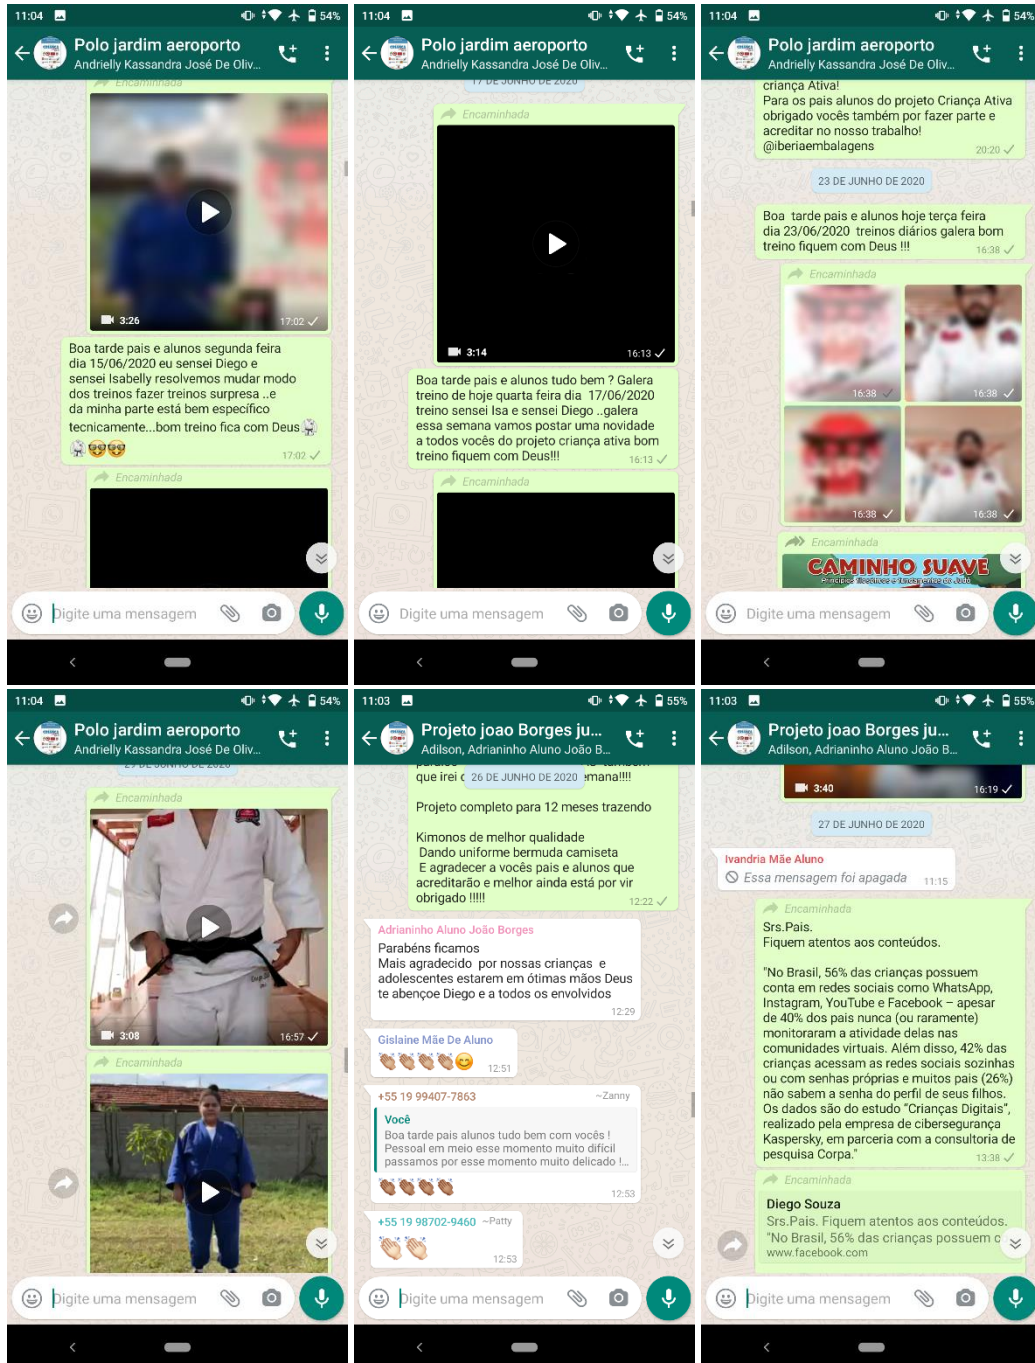 11:04
54%
Polo jardim aeroporto
Andrielly Kassandra José De Oliv...
Encaminhada
3:26
17:02
Boa tarde pais e alunos segunda feira
dia 15/06/2020 eu sensei Diego e
sensei Isabelly resolvemos mudar modo
dos treinos fazer treinos surpresa ..e
da minha parte está bem específico
tecnicamente...bom treino fica com Deus
17:02
Encaminhada
Digite uma mensagem
11:04
54%
Polo jardim aeroporto
Andrielly Kassandra José De Oliv...
17 DE JUNHO DE 2020
Encaminhada
3:14
16:13
Boa tarde pais e alunos tudo bem ? Galera
treino de hoje quarta feira dia 17/06/2020
treino sensei Isa e sensei Diego ..galera
essa semana vamos postar uma novidade
a todos vocês do projeto criança ativa bom
treino fiquem com Deus!!!
16:13
Encaminhada
Digite uma mensagem
11:04
54%
Polo jardim aeroporto
Andrielly Kassandra José De Oliv...
criança Ativa!
Para os pais alunos do projeto Criança Ativa
obrigado vocês também por fazer parte e
acreditar no nosso trabalho!
@iberiaembalagens
20:20
23 DE JUNHO DE 2020
Boa tarde pais e alunos hoje terça feira
dia 23/06/2020 treinos diários galera bom
treino fiquem com Deus !!!
16:38
Encaminhada
16:38
16:38
16:38
16:38
Encaminhada
CAMINHO SUAVE
Princípios filosóficos e fundamentos do Judô
Digite uma mensagem
11:04
54%
Polo jardim aeroporto
Andrielly Kassandra José De Oliv...
29 DE JUNHO DE 2020
Encaminhada
3:08
16:57
Encaminhada
Digite uma mensagem
11:03
55%
Projeto joao Borges ju...
Adilson, Adrianinho Aluno João B...
26 DE JUNHO DE 2020
Projeto completo para 12 meses trazendo
Kimonos de melhor qualidade
Dando uniforme bermuda camiseta
E agradecer a vocês pais e alunos que
acreditarão e melhor ainda está por vir
obrigado !!!!!
12:22
Adrianinho Aluno João Borges
Parabéns ficamos
Mais agradecido por nossas crianças e
adolescentes estarem em ótimas mãos Deus
te abençoe Diego e a todos os envolvidos
12:29
Gislaine Mãe De Aluno
12:51
+55 19 99407-7863
~Zanny
Você
Boa tarde pais alunos tudo bem com vocês !
Pessoal em meio esse momento muito difícil
passamos por esse momento muito delicado !...
12:53
+55 19 98702-9460 ~Patty
12:53
Digite uma mensagem
11:03
55%
Projeto joao Borges ju...
Adilson, Adrianinho Aluno João B...
3:40
16:19
27 DE JUNHO DE 2020
Ivandria Mãe Aluno
Essa mensagem foi apagada
11:15
Encaminhada
Srs.Pais.
Fiquem atentos aos conteúdos.
"No Brasil, 56% das crianças possuem
conta em redes sociais como WhatsApp,
Instagram, YouTube e Facebook – apesar
de 40% dos pais nunca (ou raramente)
monitoraram a atividade delas nas
comunidades virtuais. Além disso, 42% das
crianças acessam as redes sociais sozinhas
ou com senhas próprias e muitos pais (26%)
não sabem a senha do perfil de seus filhos.
Os dados são do estudo “Crianças Digitais”,
realizado pela empresa de cibersegurança
Kaspersky, em parceria com a consultoria de
pesquisa Corpa."
13:38
Encaminhada
Diego Souza
Srs.Pais. Fiquem atentos aos conteúdos.
"No Brasil, 56% das crianças possuem c
www.facebook.com
Digite uma mensagem